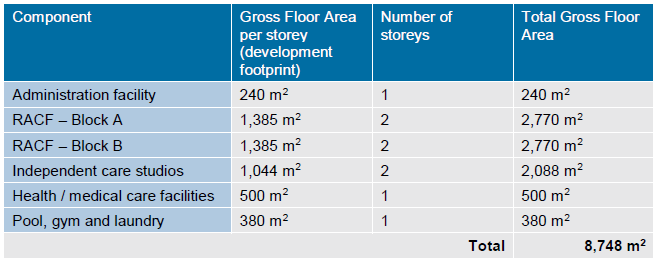 Component Gross Floor Area per storey (development footprint) Number of storeys Total Gross Floor Area
Administration facility 240 m² 1 240 m²
RACF – Block A 1,385 m² 2 2,770 m²
RACF – Block B 1,385 m² 2 2,770 m²
Independent care studios 1,044 m² 2 2,088 m²
Health / medical care facilities 500 m² 1 500 m²
Pool, gym and laundry 380 m² 1 380 m²
Total 8,748 m²